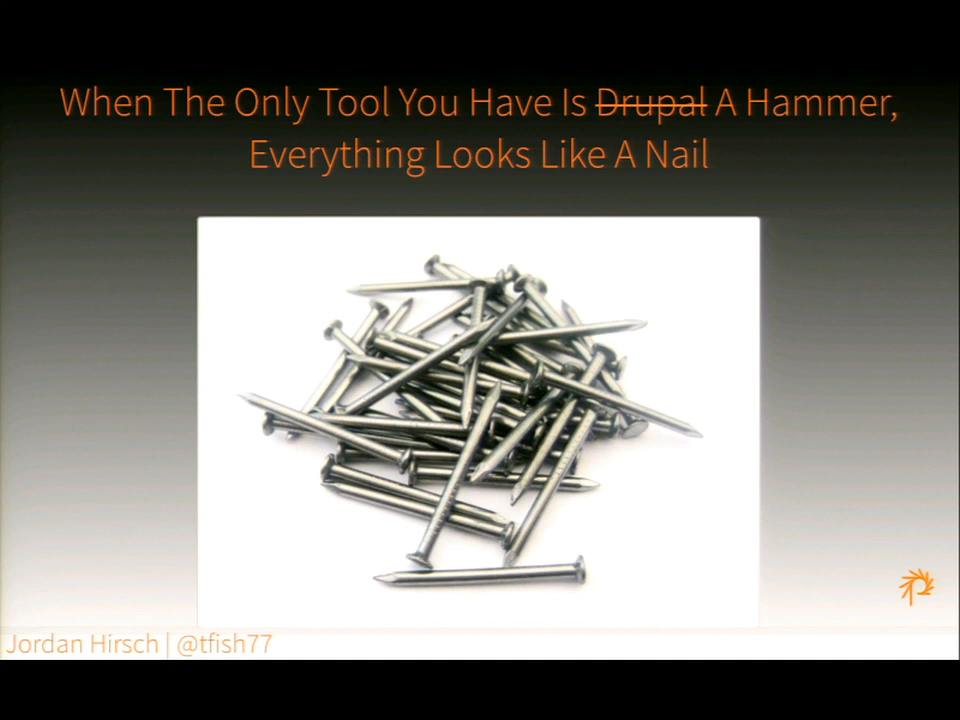 When The Only Tool You Have Is Drupal A Hammer,
Everything Looks Like A Nail
Jordan Hirsch | @tfish77